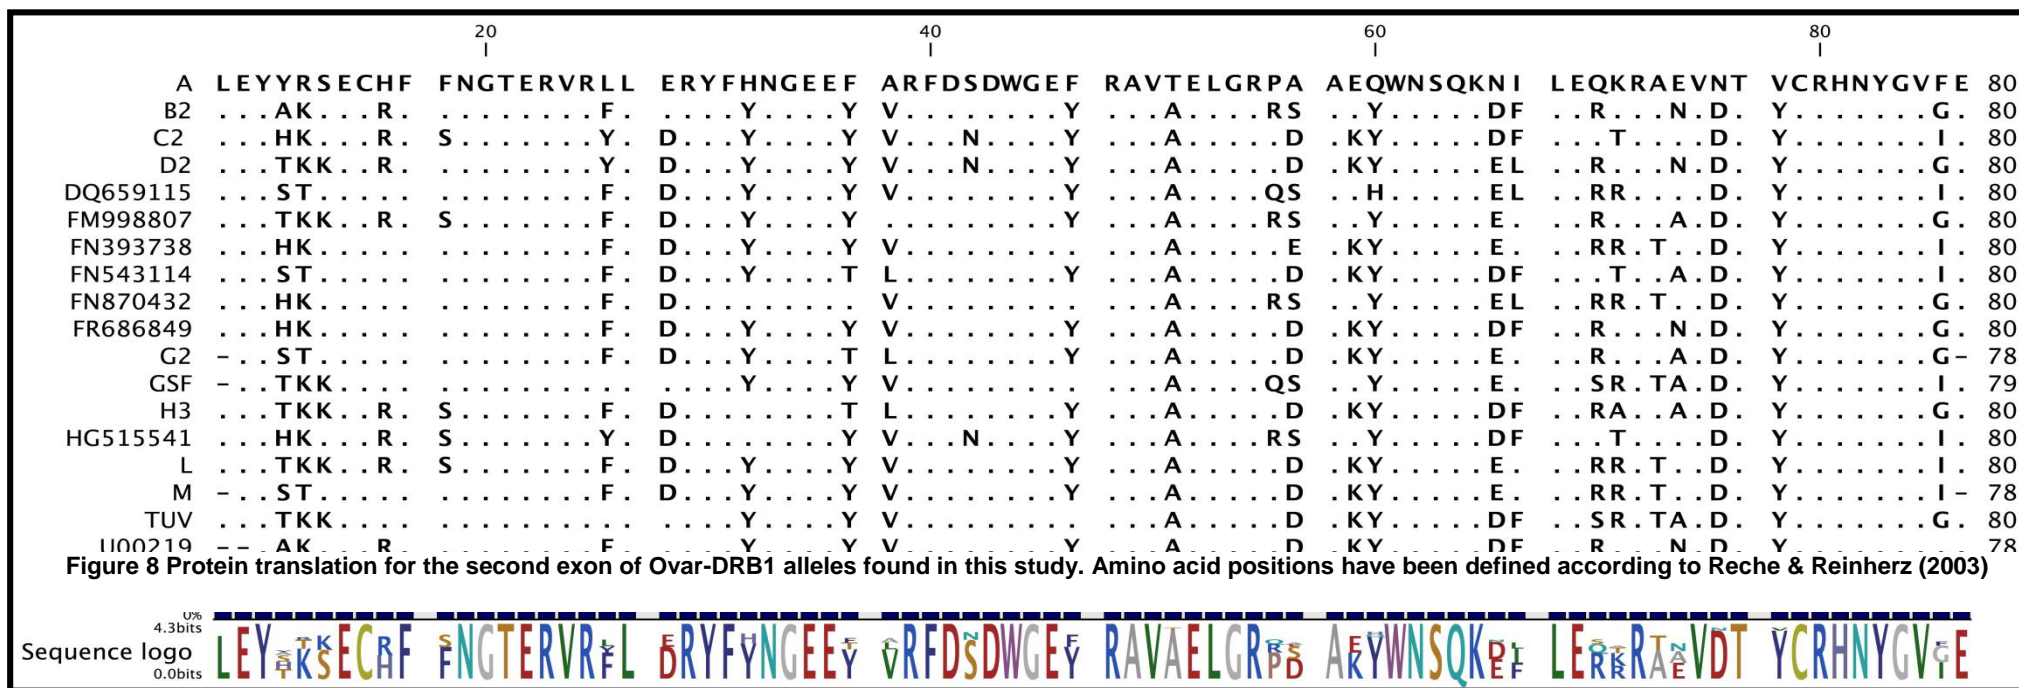 20 40 60 80
A LEYYRSECHF FNGTERVRLL ERYFHNGEEF ARFDSDWGEF RAVTELGRPA AEQWNSQKNI LEQKRAEVNT VCRHNYGVFE 80
B2 ...AK...R. ........F. ....Y....Y V........Y ...A....RS ..Y.....DF ..R...N.D. Y.......G. 80
C2 ...HK...R. S.......Y. D...Y....Y V...N....Y ...A.....D .KY.....DF ...T....D. Y.......I. 80
D2 ...TKK..R. ........Y. D...Y....Y V...N....Y ...A.....D .KY.....EL ..R...N.D. Y.......G. 80
DQ659115 ...ST..... ........F. D...Y....Y V........Y ...A....QS ..H.....EL ..RR....D. Y.......I. 80
FM998807 ...TKK..R. S.......F. D...Y....Y .........Y ...A....RS ..Y.....E. ..R...A.D. Y.......G. 80
FN393738 ...HK..... ........F. D...Y....Y V......... ...A.....E .KY.....E. ..RR.T..D. Y.......I. 80
FN543114 ...ST..... ........F. D...Y....T L........Y ...A.....D .KY.....DF ...T..A.D. Y.......I. 80
FN870432 ...HK..... ........F. D......... V......... ...A....RS ..Y.....EL ..RR.T..D. Y.......G. 80
FR686849 ...HK..... ........F. D...Y....Y V........Y ...A.....D .KY.....DF ..R...N.D. Y.......G. 80
G2 -..ST..... ........F. D...Y....T L........Y ...A.....D .KY.....E. ..R...A.D. Y.......G- 78
GSF -..TKK.... .......... ....Y....Y V......... ...A....QS ..Y.....E. ..SR.TA.D. Y.......I. 79
H3 ...TKK..R. S.......F. D........T L........Y ...A.....D .KY.....DF ..RA..A.D. Y.......G. 80
HG515541 ...HK...R. S.......Y. D........Y V...N....Y ...A....RS ..Y.....DF ...T....D. Y.......I. 80
L ...TKK..R. S.......F. D...Y....Y V........Y ...A.....D .KY.....E. ..RR.T..D. Y.......I. 80
M -..ST..... ........F. D...Y....Y V........Y ...A.....D .KY.....E. ..RR.T..D. Y.......I- 78
TUV ...TKK.... .......... ....Y....Y V......... ...A.....D .KY.....DF ..SR.TA.D. Y.......G. 80
U00219 --.AK...R. ........F. ....Y....Y V........Y ...A.....D .KY.....DF ..R...N.D. Y......... 78
Figure 8 Protein translation for the second exon of Ovar-DRB1 alleles found in this study. Amino acid positions have been defined according to Reche & Reinherz (2003)
0%
4.3bits
Sequence logo
0.0bits